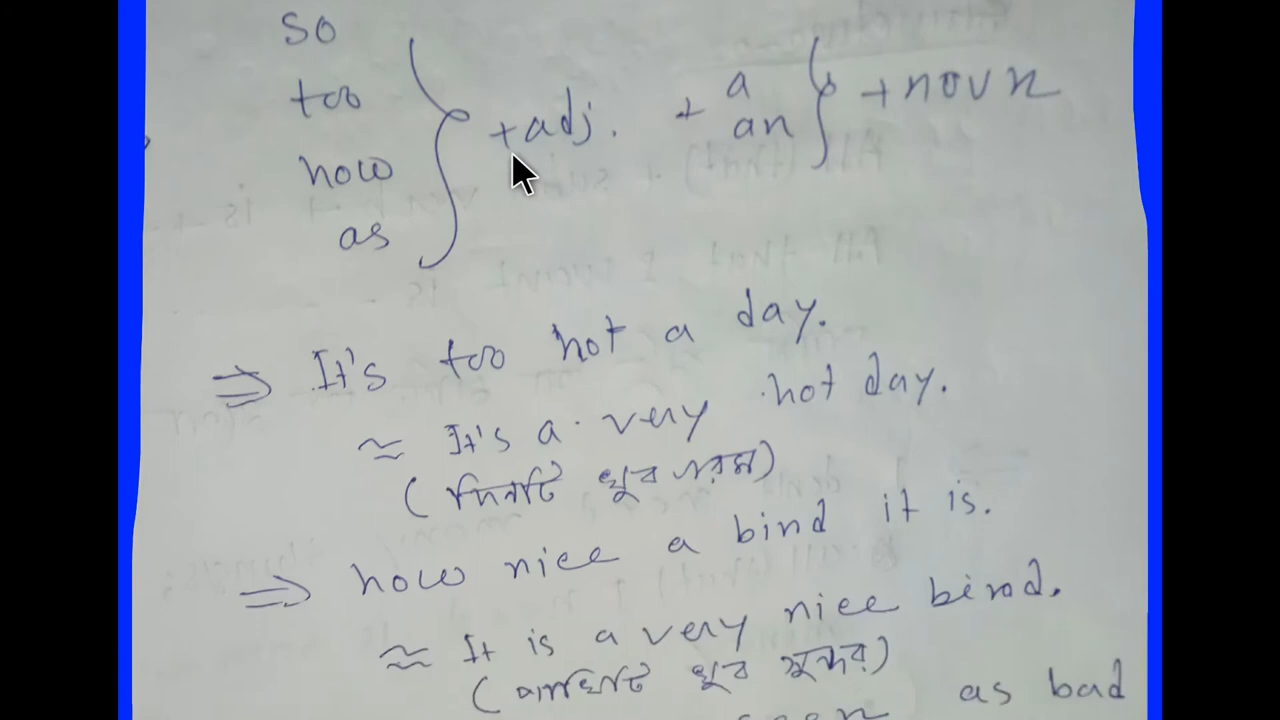 so
too
how
as
+ adj. + a
an
+ noun
⇒ It's too hot a day.
≈ It's a very hot day.
(দিনটি খুব গরম)
⇒ how nice a bird it is.
≈ It is a very nice bird.
(পাখিটি খুব সুন্দর)
as bad